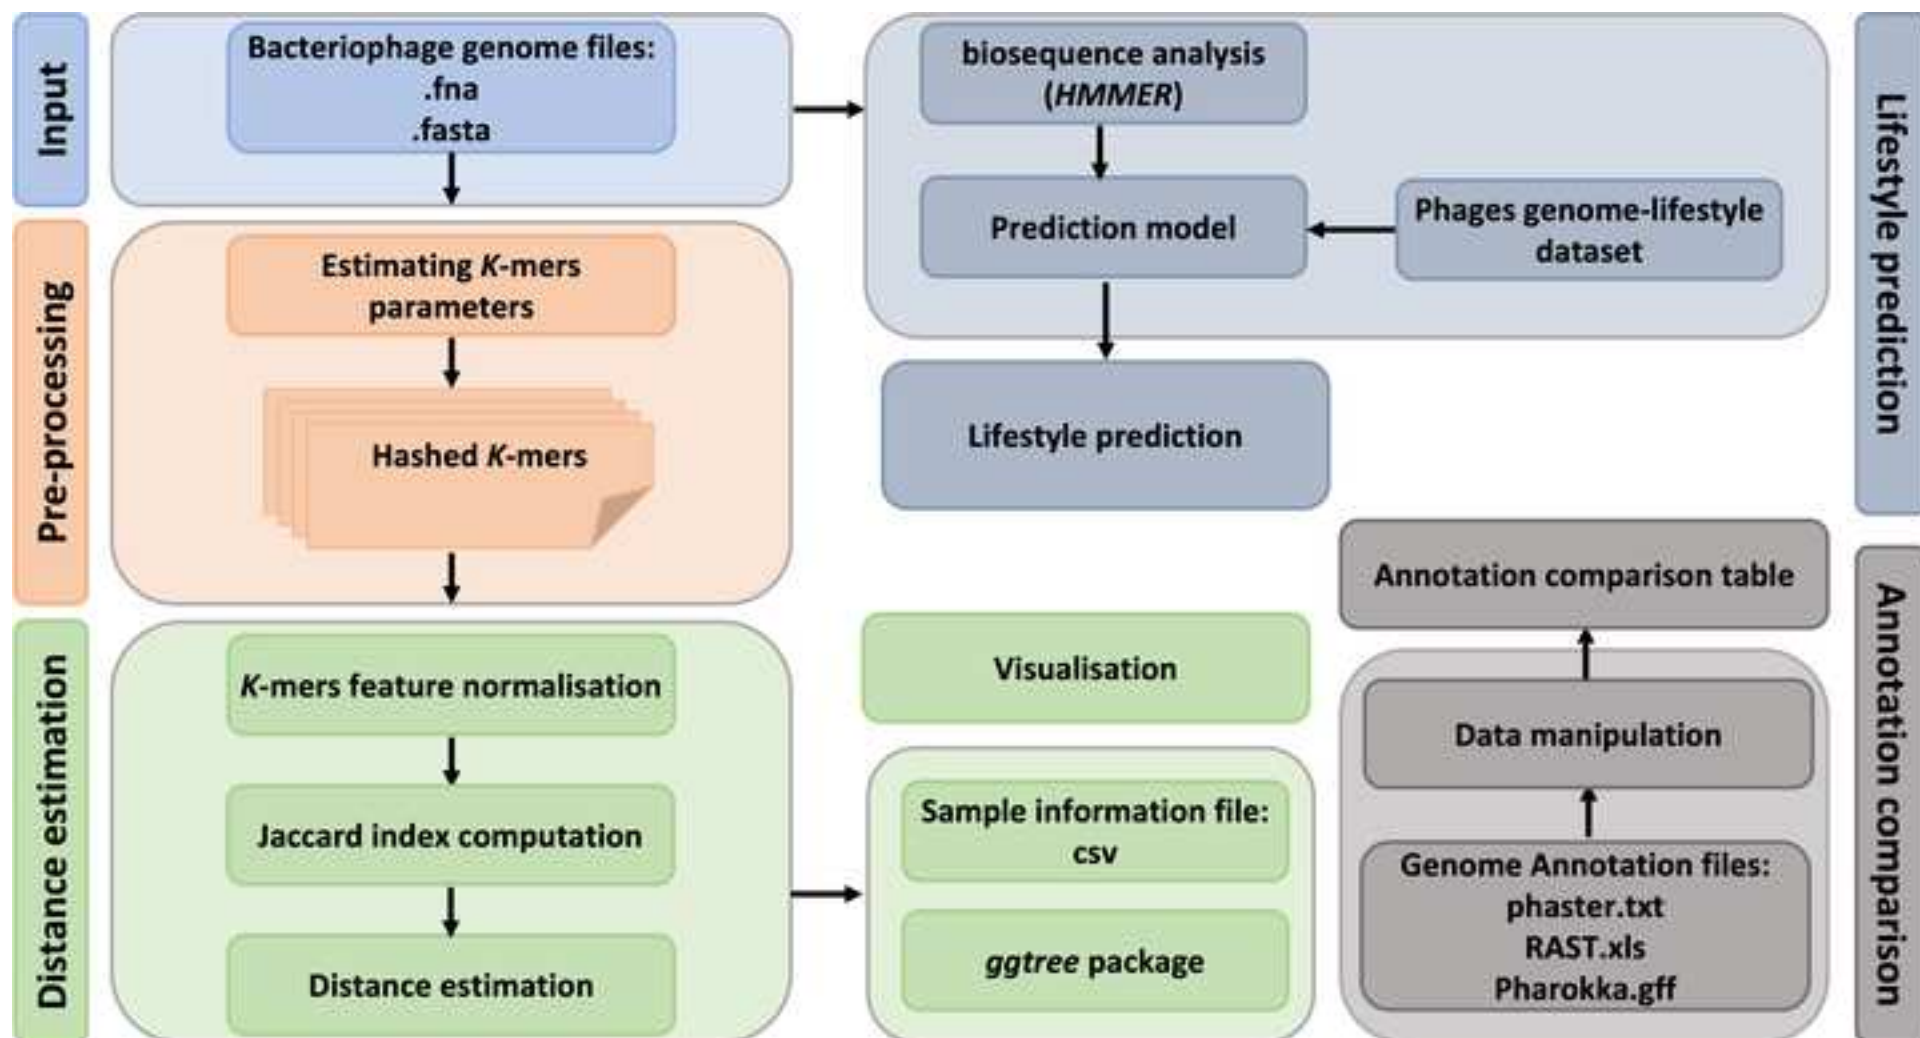 Input
Bacteriophage genome files:
.fna
.fasta
Pre-processing
Estimating K-mers
parameters
Hashed K-mers
Distance estimation
K-mers feature normalisation
Jaccard index computation
Distance estimation
Visualisation
Sample information file:
csv
ggtree package
biosequence analysis
(HMMER)
Prediction model
Phages genome-lifestyle
dataset
Lifestyle prediction
Lifestyle prediction
Annotation comparison table
Data manipulation
Genome Annotation files:
phaster.txt
RAST.xls
Pharokka.gff
Annotation comparison